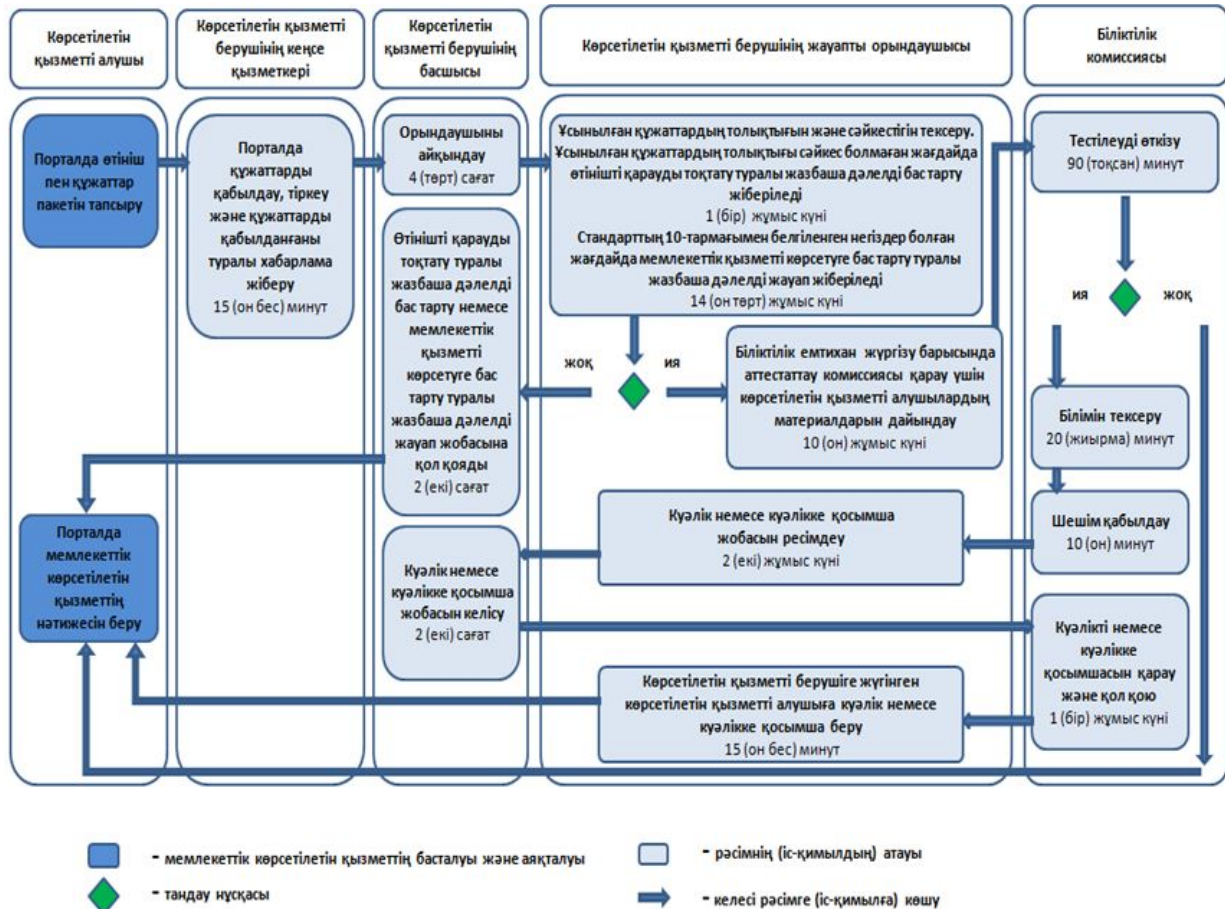 Көрсетілетін
қызметті алушы
Көрсетілетін қызметті
берушінің кеңсе
қызметкері
Көрсетілетін
қызметті берушінің
басшысы
Көрсетілетін қызметті берушінің жауапты орындаушысы
Біліктілік
комиссиясы
Порталда өтініш
пен құжаттар
пакетін тапсыру
Порталда
құжаттарды
қабылдау, тіркеу
және құжаттарды
қабылданғаны
туралы хабарлама
жіберу
15 (он бес) минут
Орындаушыны
айқындау
4 (төрт) сағат
Ұсынылған құжаттардың толықтығын және сәйкестігін тексеру.
Ұсынылған құжаттардың толықтығы сәйкес болмаған жағдайда
өтінішті қарауды тоқтату туралы жазбаша дәлелді бас тарту
жіберіледі
1 (бір) жұмыс күні
Стандарттың 10-тармағымен белгіленген негіздер болған
жағдайда мемлекеттік қызметті көрсетуге бас тарту туралы
жазбаша дәлелді жауап жіберіледі
14 (он төрт) жұмыс күні
Тестілеуді өткізу
90 (тоқсан) минут
ия
жоқ
Өтінішті қарауды
тоқтату туралы
жазбаша дәлелді
бас тарту немесе
мемлекеттік
қызметті
көрсетуге бас
тарту туралы
жазбаша дәлелді
жауап жобасына
қол қояды
2 (екі) сағат
жоқ
ия
Біліктілік емтихан жүргізу барысында
аттестаттау комиссиясы қарау үшін
көрсетілетін қызметті алушылардың
материалдарын дайындау
10 (он) жұмыс күні
Білімін тексеру
20 (жиырма) минут
Шешім қабылдау
10 (он) минут
Куәлік немесе куәлікке қосымша
жобасын ресімдеу
2 (екі) жұмыс күні
Куәлік немесе
куәлікке қосымша
жобасын келісу
2 (екі) сағат
Порталда
мемлекеттік
көрсетілетін
қызметтің
нәтижесін беру
Куәлікті немесе
куәлікке
қосымшасын қарау
және қол қою
1 (бір) жұмыс күні
Көрсетілетін қызметті берушіге жүгінген
көрсетілетін қызметті алушыға куәлік немесе
куәлікке қосымша беру
15 (он бес) минут
- мемлекеттік көрсетілетін қызметтің басталуы және аяқталуы
- рәсімнің (іс-қимылдың) атауы
- тандау нұсқасы
- келесі рәсімге (іс-қимылға) көшу